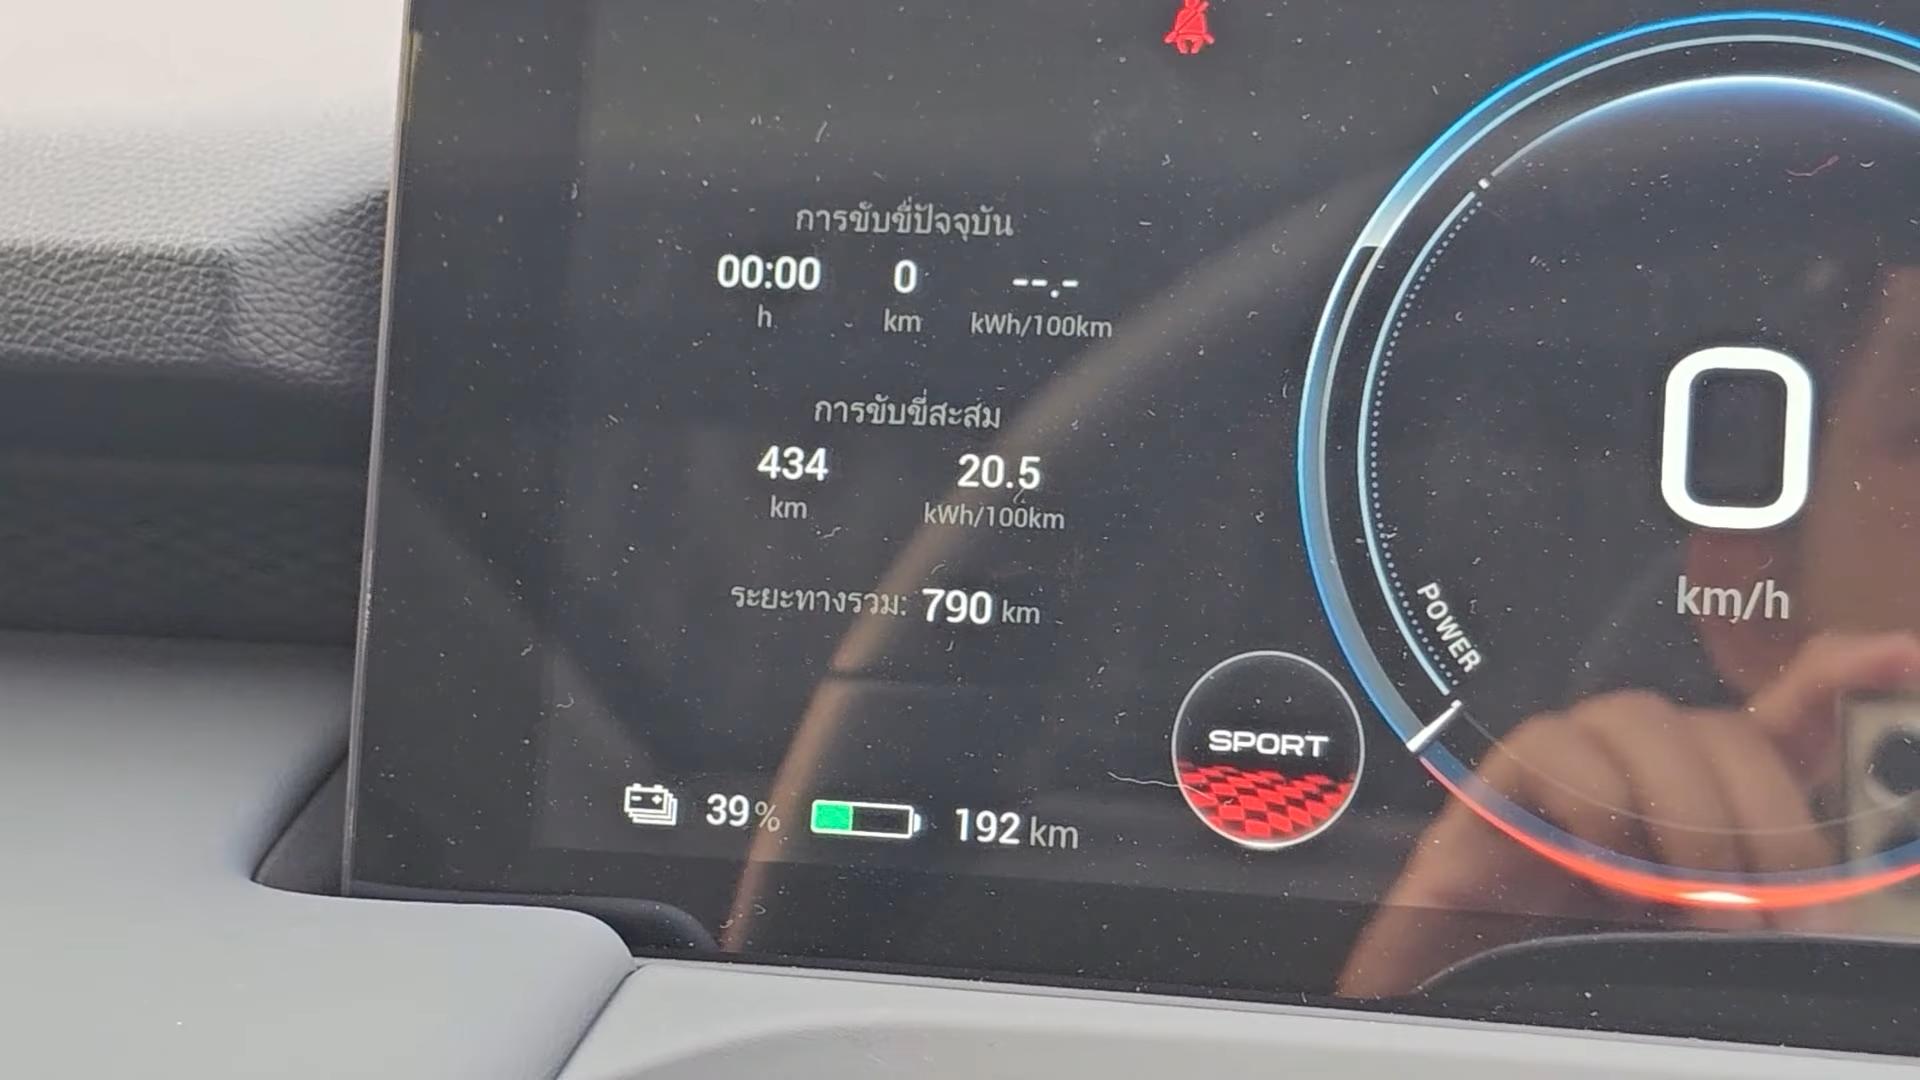 การขับขี่ปัจจุบัน
00:00 0 --.-
h km kWh/100km
การขับขี่สะสม
434 20.5
km kWh/100km
ระยะทางรวม: 790 km
39% 192 km
SPORT
POWER
0
km/h